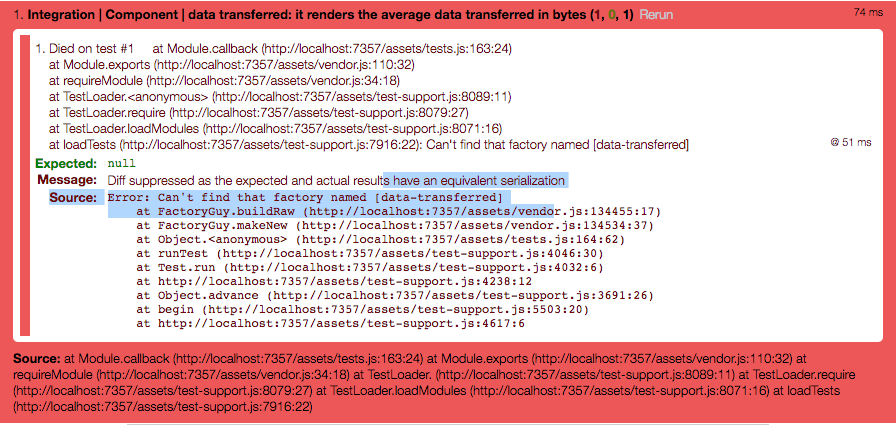 1. Integration | Component | data transferred: it renders the average data transferred in bytes (1, 0, 1) Rerun 74 ms
1. Died on test #1 at Module.callback (http://localhost:7357/assets/tests.js:163:24)
at Module.exports (http://localhost:7357/assets/vendor.js:110:32)
at requireModule (http://localhost:7357/assets/vendor.js:34:18)
at TestLoader.<anonymous> (http://localhost:7357/assets/test-support.js:8089:11)
at TestLoader.require (http://localhost:7357/assets/test-support.js:8079:27)
at TestLoader.loadModules (http://localhost:7357/assets/test-support.js:8071:16)
at loadTests (http://localhost:7357/assets/test-support.js:7916:22): Can't find that factory named [data-transferred] @ 51 ms
Expected: null
Message: Diff suppressed as the expected and actual results have an equivalent serialization
Source: Error: Can't find that factory named [data-transferred]
at FactoryGuy.buildRaw (http://localhost:7357/assets/vendor.js:134455:17)
at FactoryGuy.makeNew (http://localhost:7357/assets/vendor.js:134534:37)
at Object.<anonymous> (http://localhost:7357/assets/tests.js:164:62)
at runTest (http://localhost:7357/assets/test-support.js:4046:30)
at Test.run (http://localhost:7357/assets/test-support.js:4032:6)
at http://localhost:7357/assets/test-support.js:4238:12
at Object.advance (http://localhost:7357/assets/test-support.js:3691:26)
at begin (http://localhost:7357/assets/test-support.js:5503:20)
at http://localhost:7357/assets/test-support.js:4617:6
Source: at Module.callback (http://localhost:7357/assets/tests.js:163:24) at Module.exports (http://localhost:7357/assets/vendor.js:110:32) at
requireModule (http://localhost:7357/assets/vendor.js:34:18) at TestLoader. (http://localhost:7357/assets/test-support.js:8089:11) at TestLoader.require
(http://localhost:7357/assets/test-support.js:8079:27) at TestLoader.loadModules (http://localhost:7357/assets/test-support.js:8071:16) at loadTests
(http://localhost:7357/assets/test-support.js:7916:22)